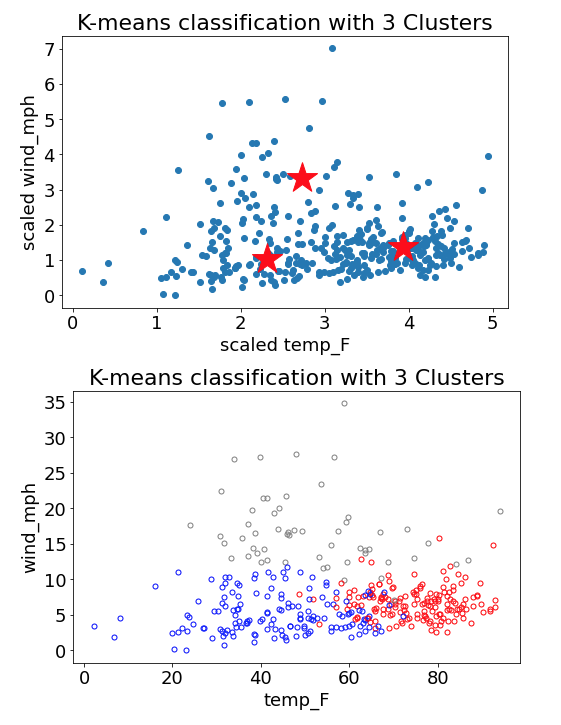 K-means classification with 3 Clusters
7
6
5
4
3
2
1
0
scaled wind_mph
0 1 2 3 4 5
scaled temp_F
K-means classification with 3 Clusters
35
30
25
20
15
10
5
0
wind_mph
0 20 40 60 80
temp_F